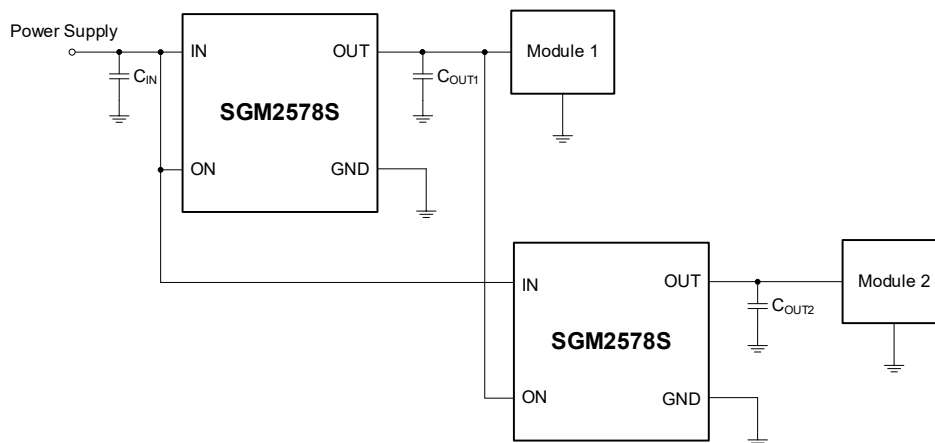 Power Supply
IN
OUT
Module 1
C_IN
C_OUT1
SGM2578S
ON
GND
IN
OUT
Module 2
C_OUT2
SGM2578S
ON
GND